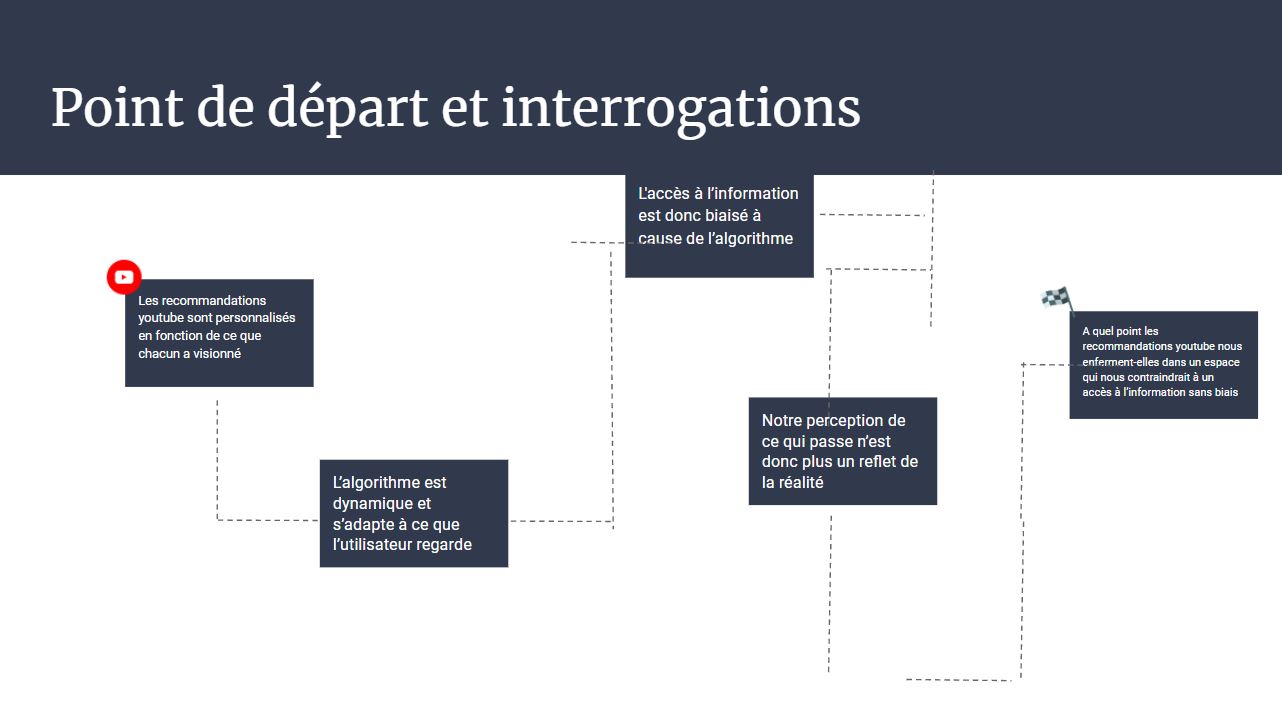 Point de départ et interrogations
L'accès à l’information
est donc biaisé à
cause de l’algorithme
Les recommandations
youtube sont personnalisés
en fonction de ce que
chacun a visionné
A quel point les
recommandations youtube nous
enferment-elles dans un espace
qui nous contraindrait à un
accès à l’information sans biais
Notre perception de
ce qui passe n’est
donc plus un reflet de
la réalité
L’algorithme est
dynamique et
s’adapte à ce que
l’utilisateur regarde